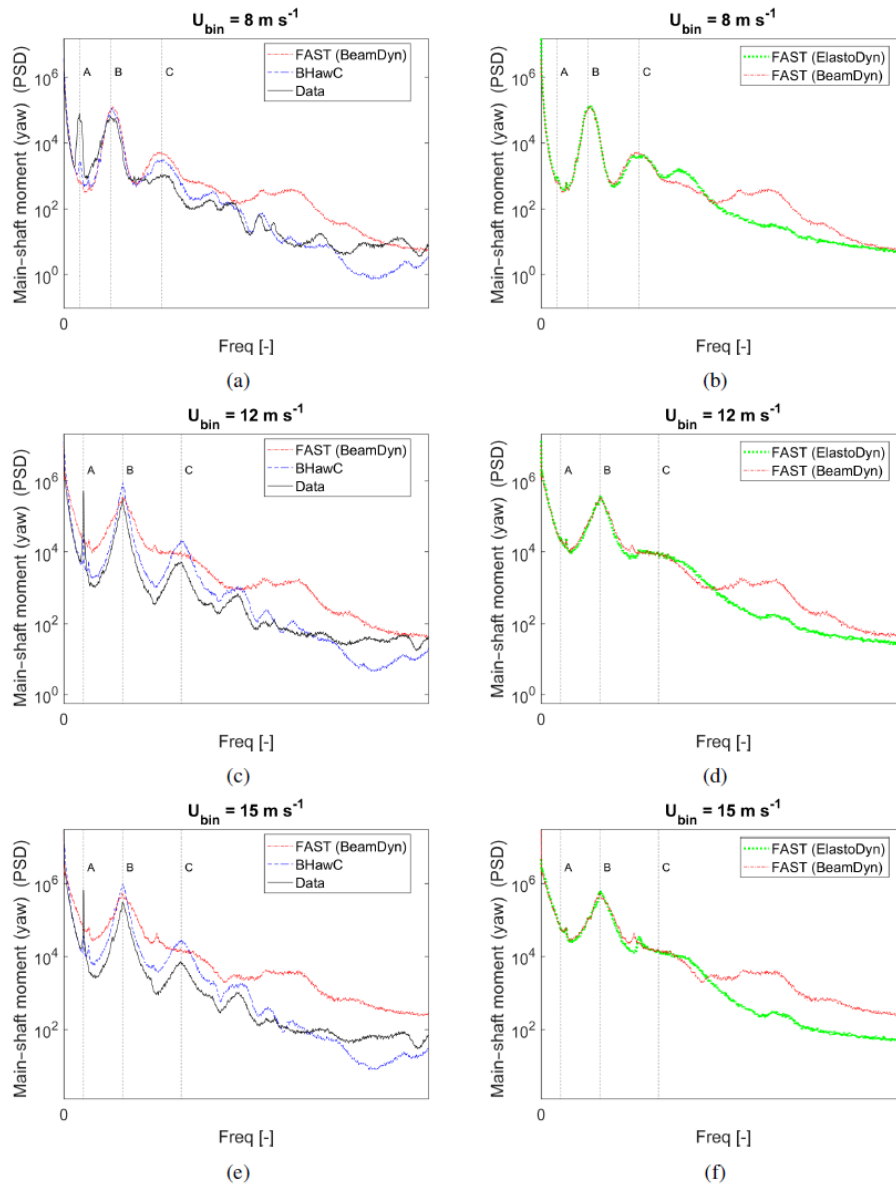 U_bin = 8 m s^-1
Main-shaft moment (yaw) (PSD)
10^6
10^4
10^2
10^0
A
B
C
FAST (BeamDyn)
BHawC
Data
0
Freq [-]
(a)
U_bin = 8 m s^-1
Main-shaft moment (yaw) (PSD)
10^6
10^4
10^2
10^0
A
B
C
FAST (ElastoDyn)
FAST (BeamDyn)
0
Freq [-]
(b)
U_bin = 12 m s^-1
Main-shaft moment (yaw) (PSD)
10^6
10^4
10^2
10^0
A
B
C
FAST (BeamDyn)
BHawC
Data
0
Freq [-]
(c)
U_bin = 12 m s^-1
Main-shaft moment (yaw) (PSD)
10^6
10^4
10^2
10^0
A
B
C
FAST (ElastoDyn)
FAST (BeamDyn)
0
Freq [-]
(d)
U_bin = 15 m s^-1
Main-shaft moment (yaw) (PSD)
10^6
10^4
10^2
A
B
C
FAST (BeamDyn)
BHawC
Data
0
Freq [-]
(e)
U_bin = 15 m s^-1
Main-shaft moment (yaw) (PSD)
10^6
10^4
10^2
A
B
C
FAST (ElastoDyn)
FAST (BeamDyn)
0
Freq [-]
(f)